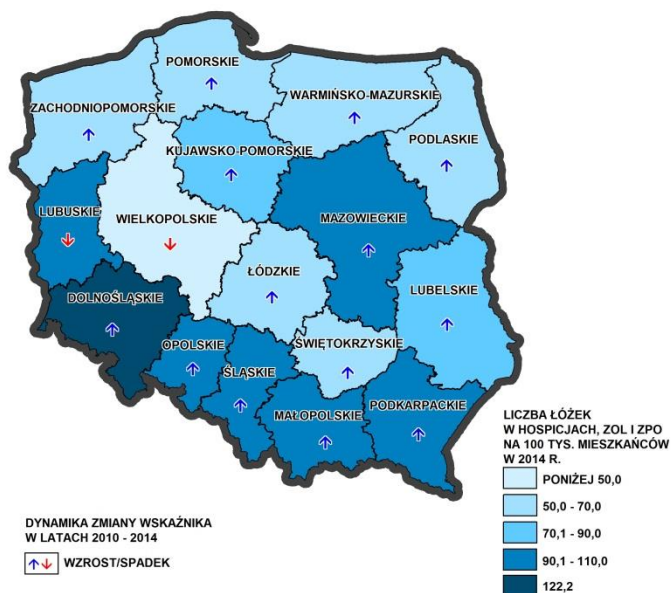 POMORSKIE
WARMIŃSKO-MAZURSKIE
ZACHODNIOPOMORSKIE
PODLASKIE
KUJAWSKO-POMORSKIE
LUBUSKIE
WIELKOPOLSKIE
MAZOWIECKIE
ŁÓDZKIE
LUBELSKIE
DOLNOŚLĄSKIE
OPOLSKIE
ŚWIĘTOKRZYSKIE
ŚLĄSKIE
MAŁOPOLSKIE
PODKARPACKIE
LICZBA ŁÓŻEK
W HOSPICJACH, ZOL I ZPO
NA 100 TYS. MIESZKAŃCÓW
W 2014 R.
PONIŻEJ 50,0
50,0 - 70,0
70,1 - 90,0
90,1 - 110,0
122,2
DYNAMIKA ZMIANY WSKAŹNIKA
W LATACH 2010 - 2014
WZROST/SPADEK